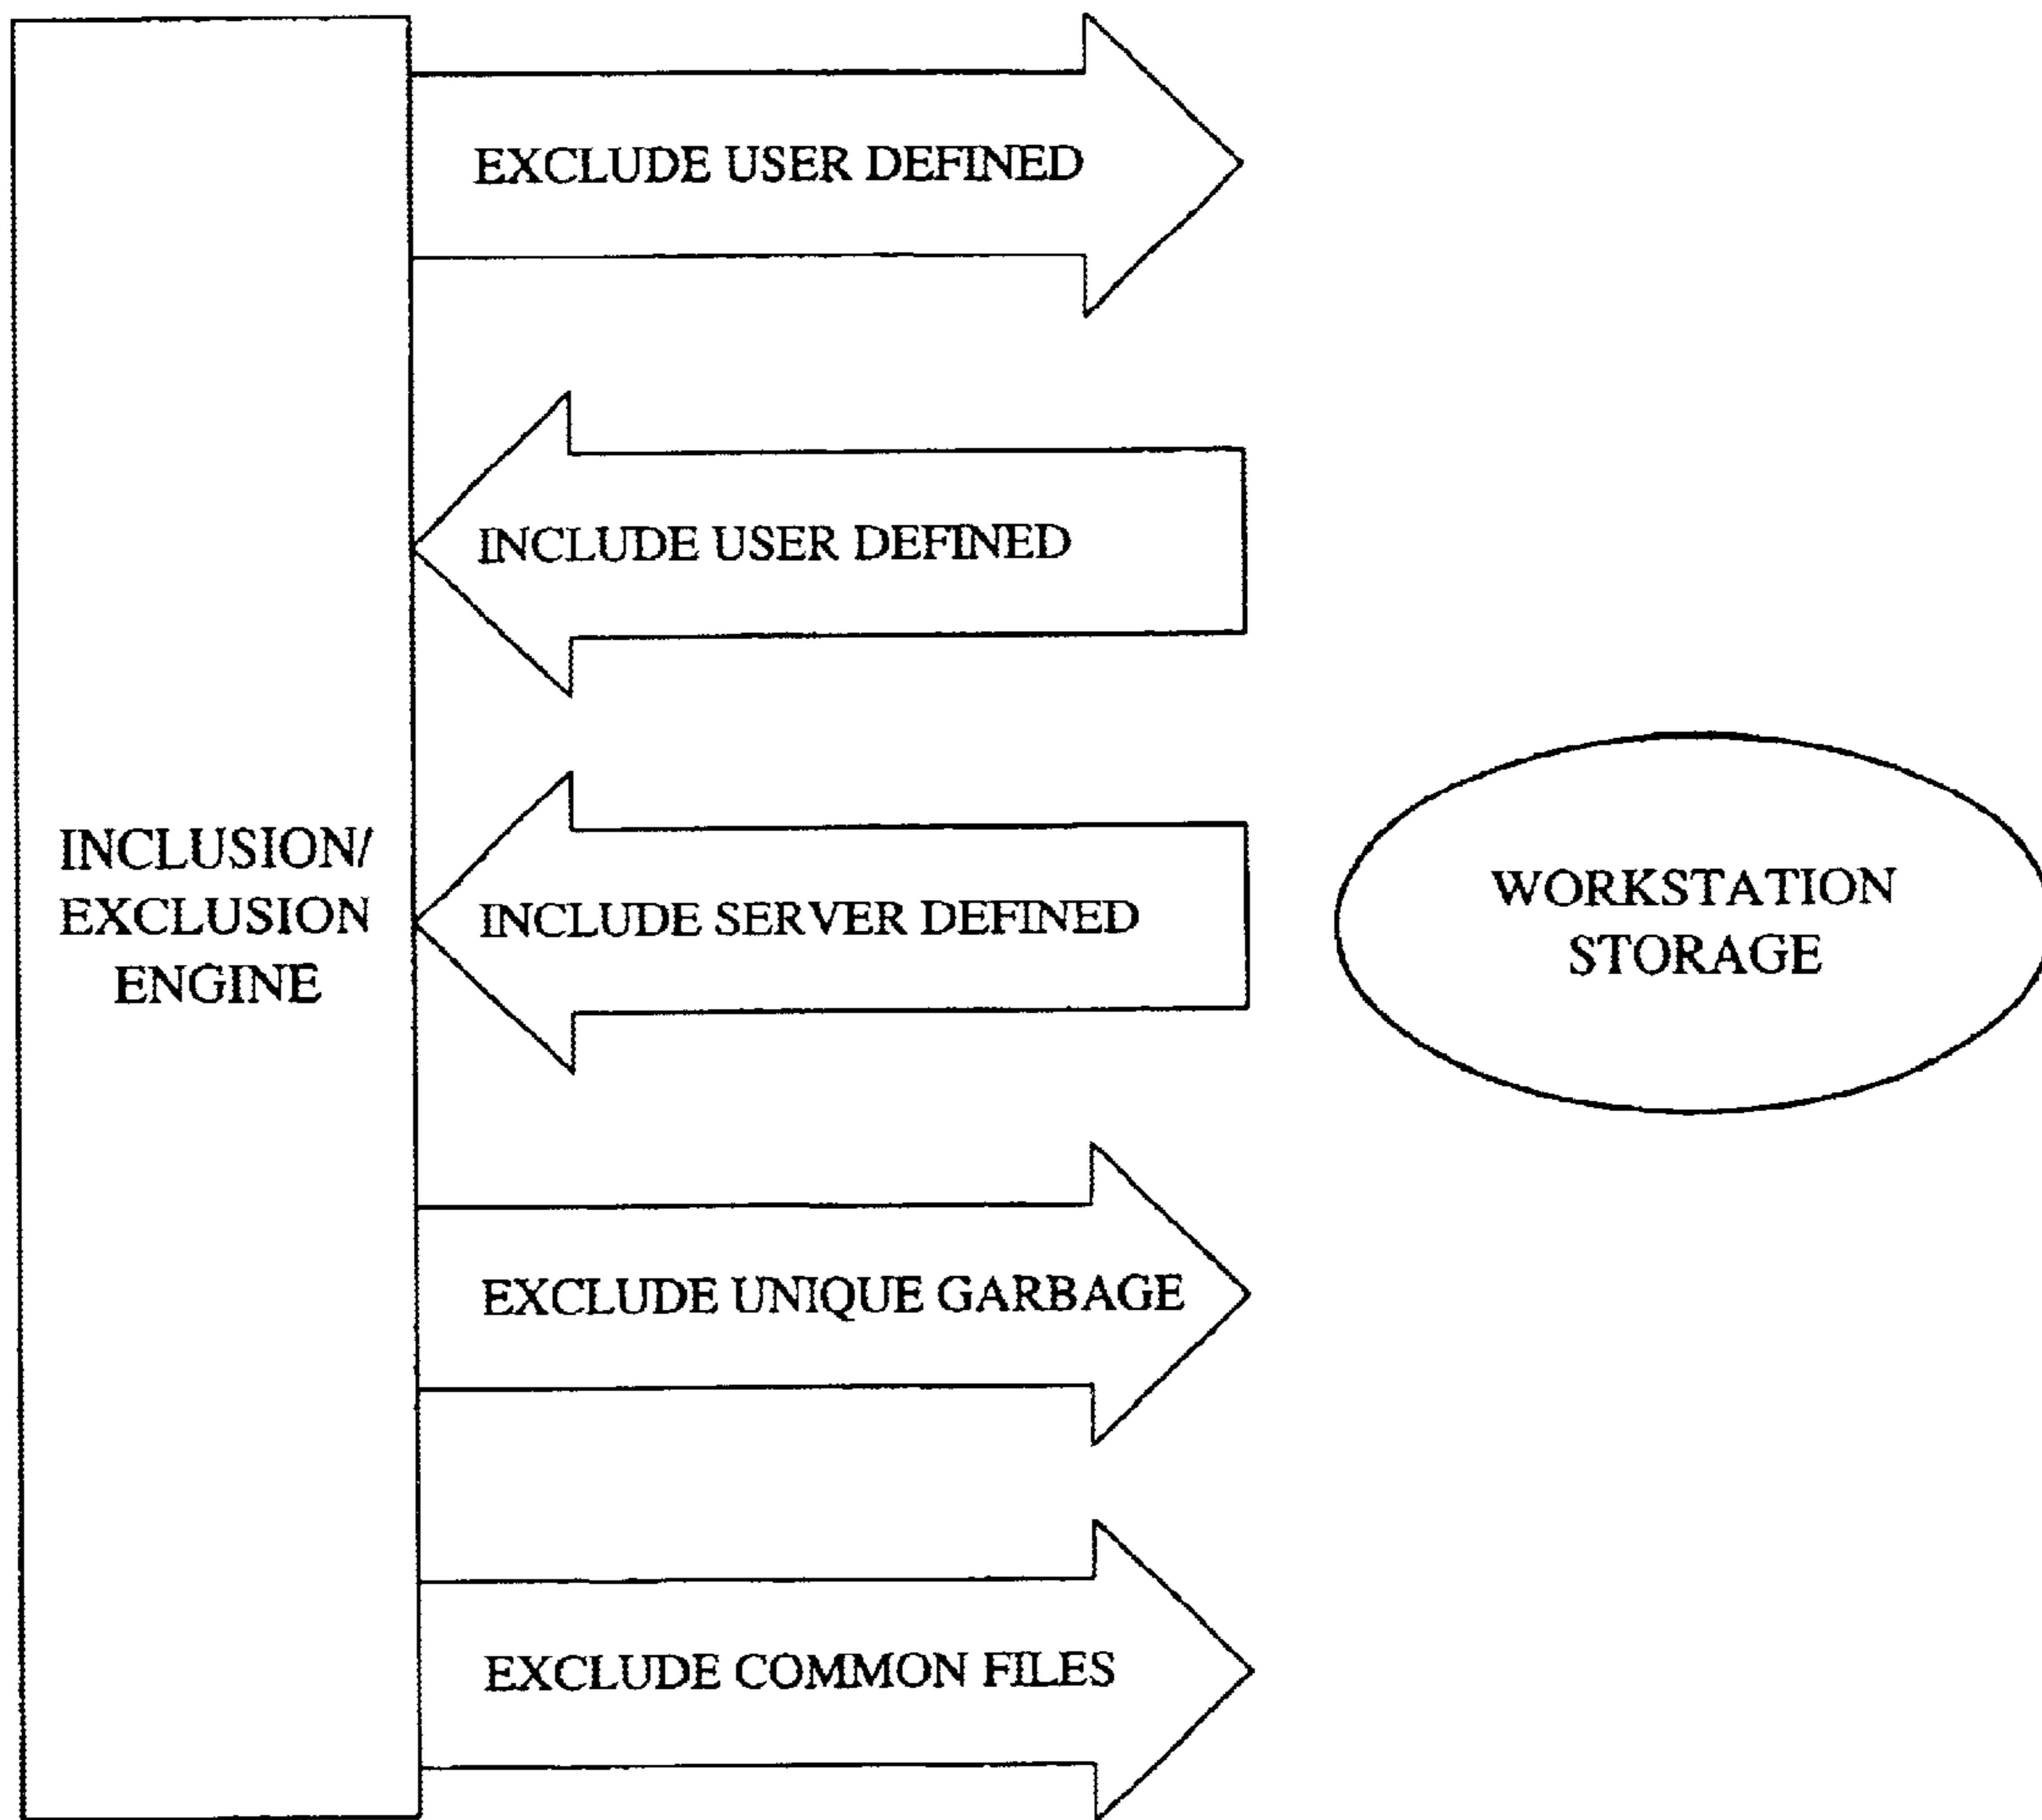 EXCLUDE USER DEFINED
INCLUDE USER DEFINED
INCLUSION/
EXCLUSION
ENGINE
INCLUDE SERVER DEFINED
WORKSTATION
STORAGE
EXCLUDE UNIQUE GARBAGE
EXCLUDE COMMON FILES